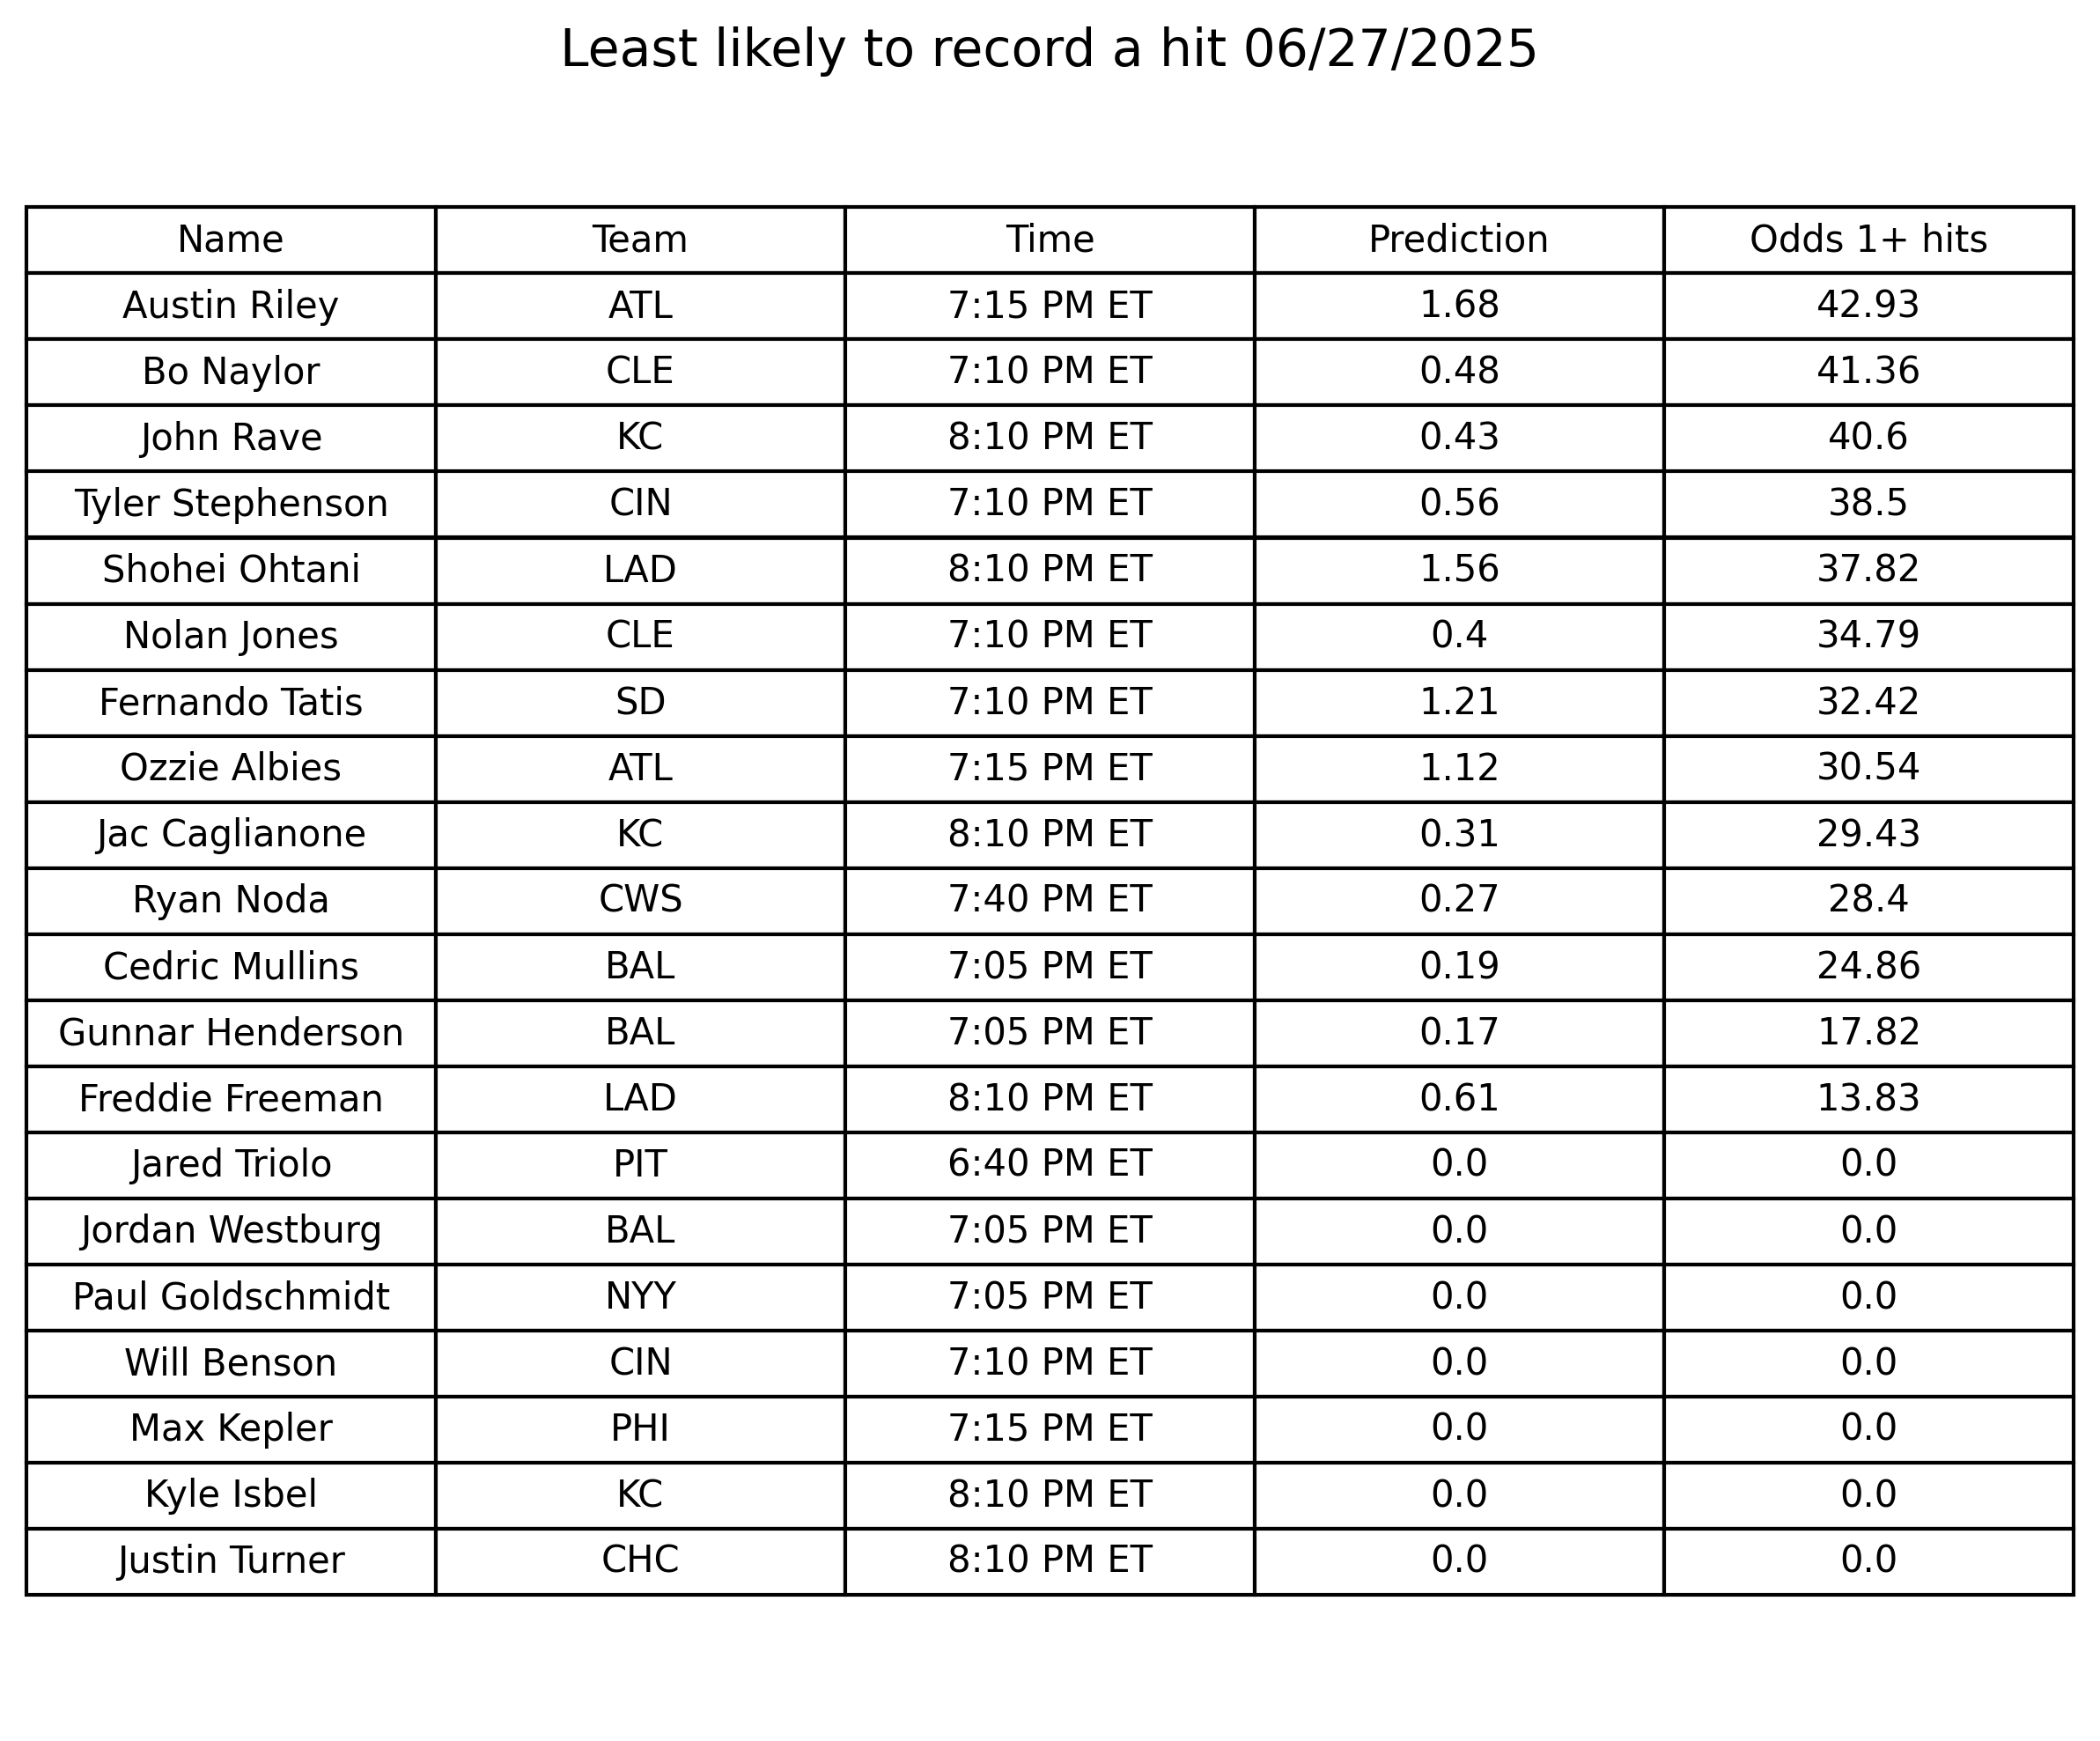 Least likely to record a hit 06/27/2025
Name Team Time Prediction Odds 1+ hits
Austin Riley ATL 7:15 PM ET 1.68 42.93
Bo Naylor CLE 7:10 PM ET 0.48 41.36
John Rave KC 8:10 PM ET 0.43 40.6
Tyler Stephenson CIN 7:10 PM ET 0.56 38.5
Shohei Ohtani LAD 8:10 PM ET 1.56 37.82
Nolan Jones CLE 7:10 PM ET 0.4 34.79
Fernando Tatis SD 7:10 PM ET 1.21 32.42
Ozzie Albies ATL 7:15 PM ET 1.12 30.54
Jac Caglianone KC 8:10 PM ET 0.31 29.43
Ryan Noda CWS 7:40 PM ET 0.27 28.4
Cedric Mullins BAL 7:05 PM ET 0.19 24.86
Gunnar Henderson BAL 7:05 PM ET 0.17 17.82
Freddie Freeman LAD 8:10 PM ET 0.61 13.83
Jared Triolo PIT 6:40 PM ET 0.0 0.0
Jordan Westburg BAL 7:05 PM ET 0.0 0.0
Paul Goldschmidt NYY 7:05 PM ET 0.0 0.0
Will Benson CIN 7:10 PM ET 0.0 0.0
Max Kepler PHI 7:15 PM ET 0.0 0.0
Kyle Isbel KC 8:10 PM ET 0.0 0.0
Justin Turner CHC 8:10 PM ET 0.0 0.0